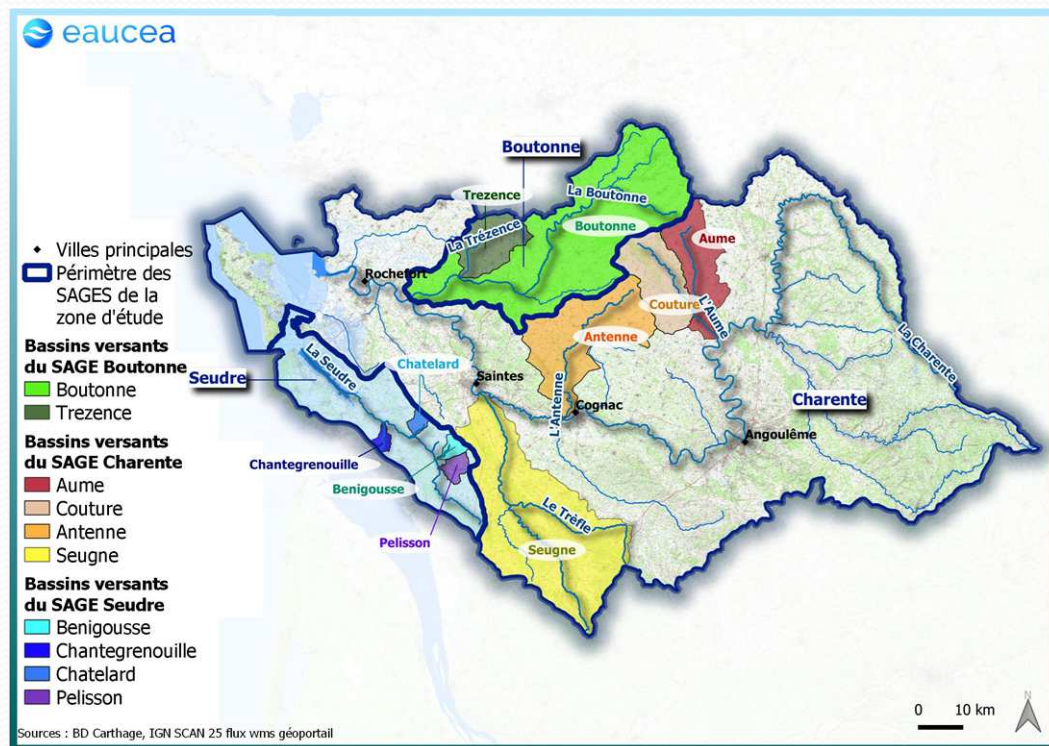 eaucea
Villes principales
Périmètre des
SAGES de la
zone d'étude
Bassins versants
du SAGE Boutonne
Boutonne
Trezence
Bassins versants
du SAGE Charente
Aume
Couture
Antenne
Seugne
Bassins versants
du SAGE Seudre
Benigousse
Chantegrenouille
Chatelard
Pelisson
Boutonne
Trezence
La Boutonne
La Trézence
Boutonne
Aume
Rochefort
Couture
L'Aume
Antenne
La Charente
La Seudre
Chatelard
Seudre
Saintes
L'Antenne
Cognac
Charente
Angoulême
Chantegrenouille
Benigousse
Le Trèfle
Pelisson
Seugne
N
0 10 km
Sources : BD Carthage, IGN SCAN 25 flux wms géoportail